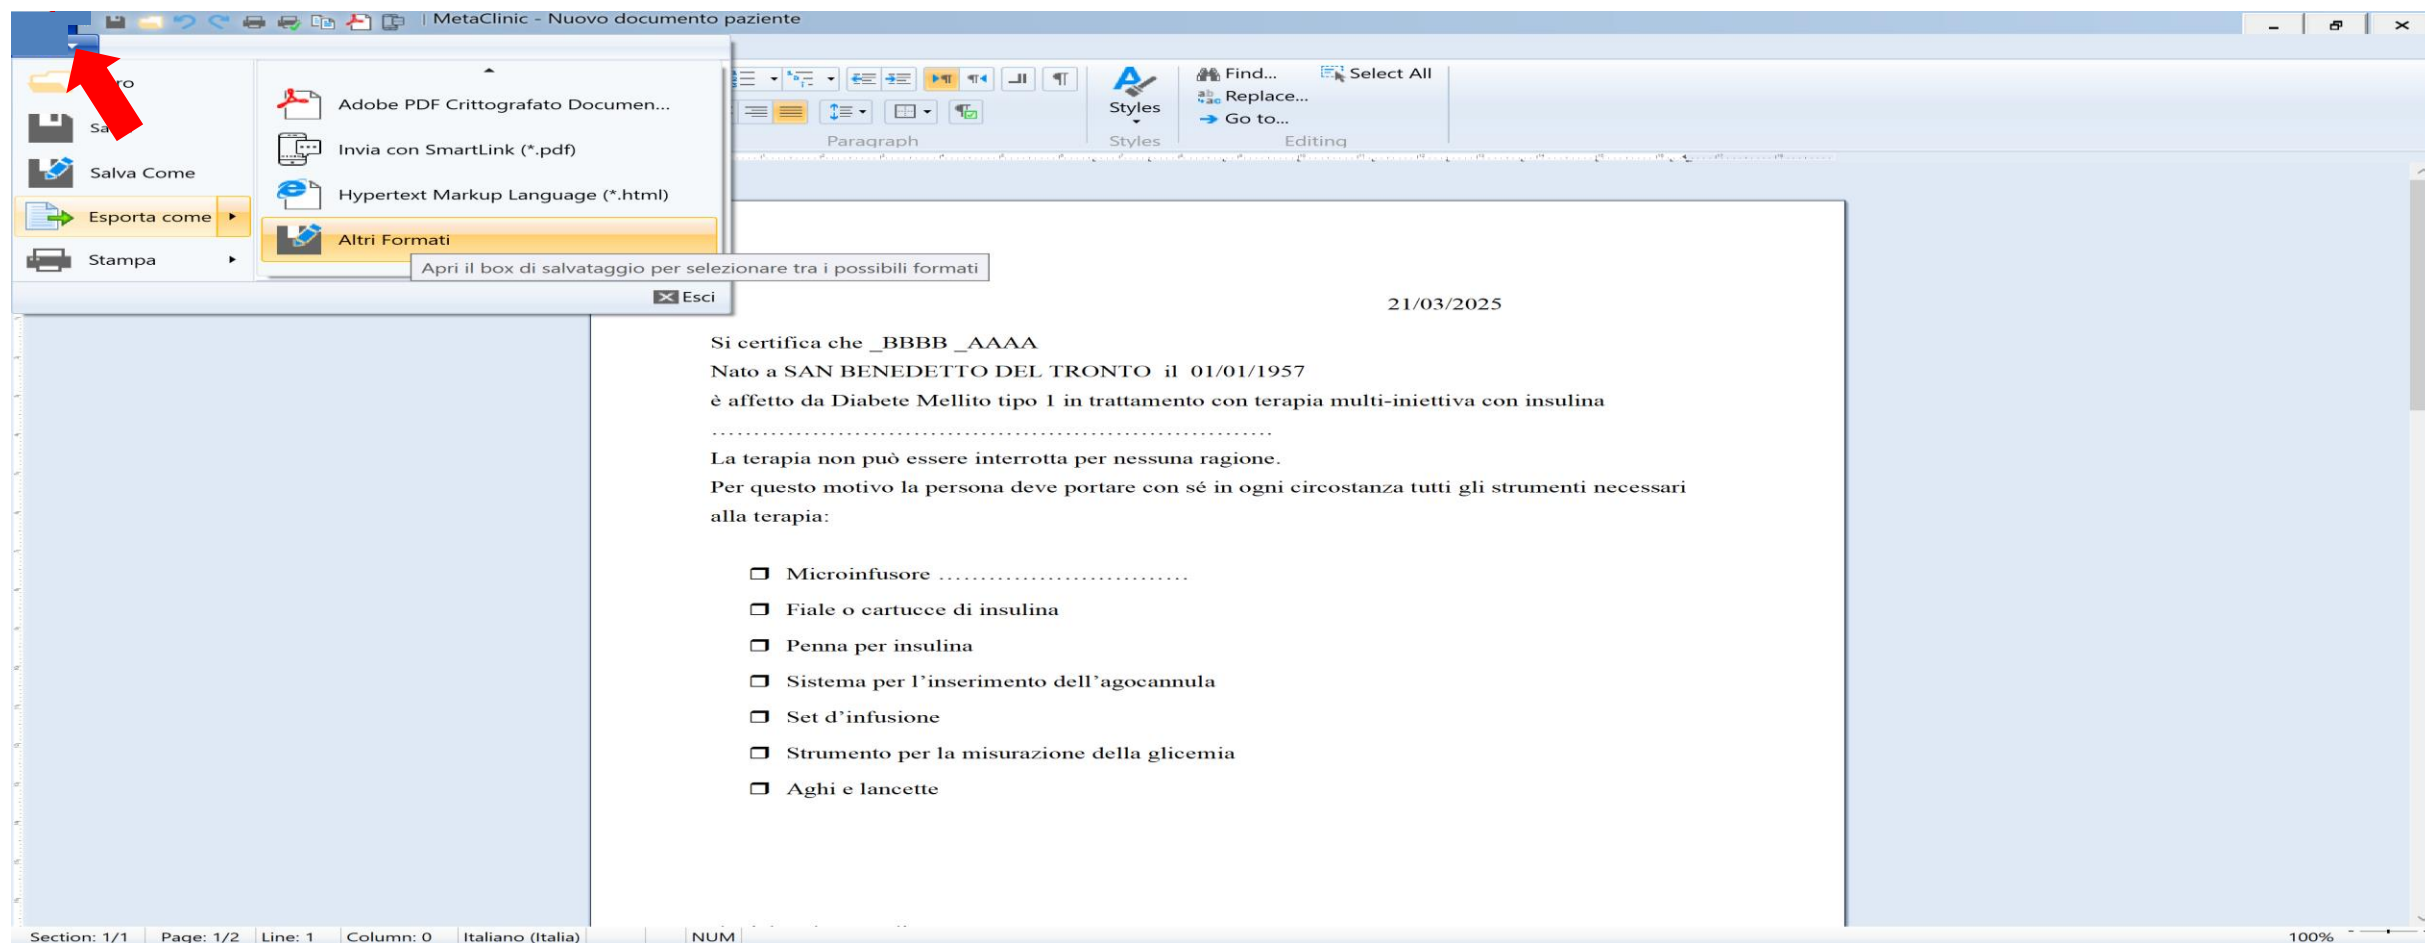 | MetaClinic - Nuovo documento paziente
Salva Come
Esporta come
Stampa
Adobe PDF Crittografato Documen...
Invia con SmartLink (*.pdf)
Hypertext Markup Language (*.html)
Altri Formati
Apri il box di salvataggio per selezionare tra i possibili formati
Esci
Paragraph
Styles
Styles
Find...
Select All
Replace...
Go to...
Editing
21/03/2025
Si certifica che _BBBB _AAAA
Nato a SAN BENEDETTO DEL TRONTO il 01/01/1957
è affetto da Diabete Mellito tipo 1 in trattamento con terapia multi-iniettiva con insulina
………………………………………………………
La terapia non può essere interrotta per nessuna ragione.
Per questo motivo la persona deve portare con sé in ogni circostanza tutti gli strumenti necessari
alla terapia:
❒ Microinfusore …………………………
❒ Fiale o cartucce di insulina
❒ Penna per insulina
❒ Sistema per l’inserimento dell’agocannula
❒ Set d’infusione
❒ Strumento per la misurazione della glicemia
❒ Aghi e lancette
Section: 1/1 Page: 1/2 Line: 1 Column: 0 Italiano (Italia) NUM 100%